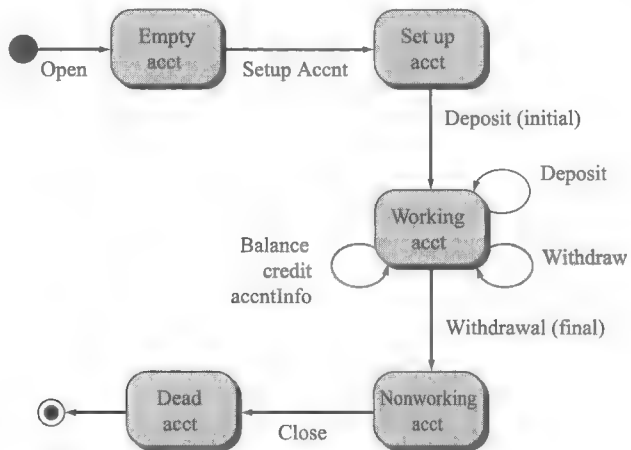 Empty
acct
Set up
acct
Open
Setup Accnt
Deposit (initial)
Deposit
Working
acct
Balance
credit
accntInfo
Withdraw
Withdrawal (final)
Dead
acct
Nonworking
acct
Close